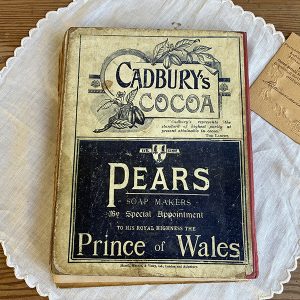 CADBURY'S
COCOA
"Cadbury's represents the
standard of highest purity at
present attainable in cocoa."
THE LANCET.
PEARS
SOAP MAKERS
By Special Appointment
TO HIS ROYAL HIGHNESS THE
Prince of Wales